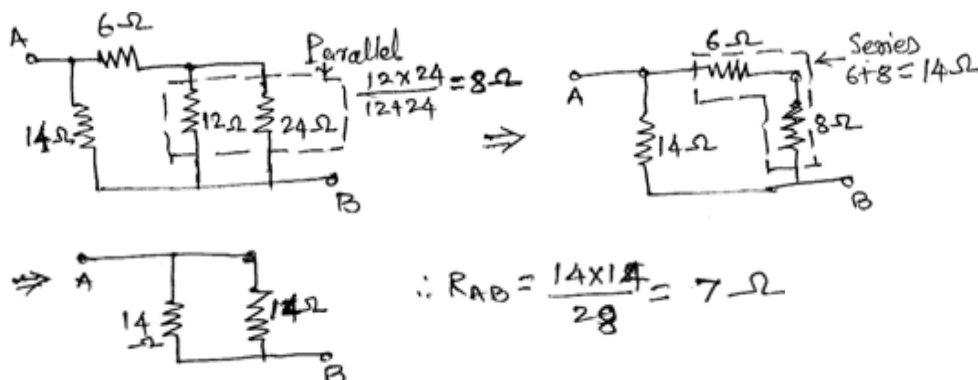 A
6Ω
Parallel
12×24
12+24
=8Ω
14Ω
12Ω
24Ω
B
⇒
A
6Ω
Series
6+8=14Ω
14Ω
8Ω
B
⇒
A
14
Ω
14Ω
B
∴ RAB = 14×14
28
= 7Ω